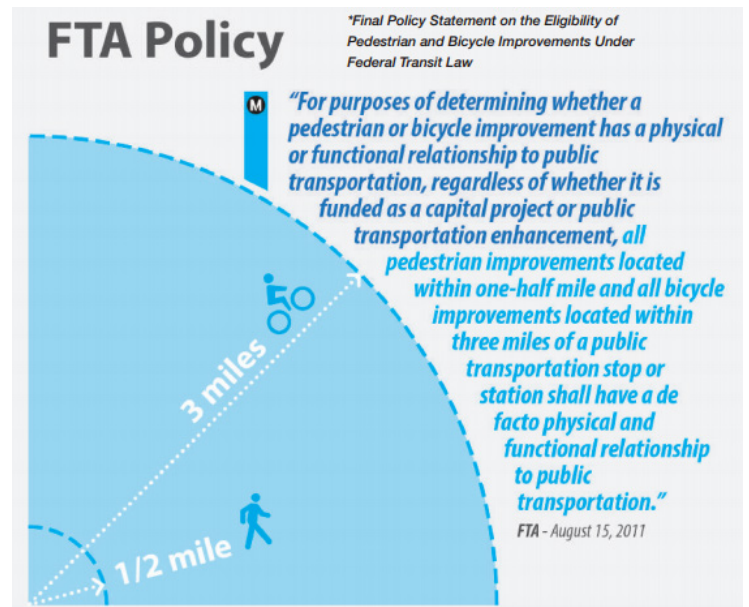 FTA Policy
*Final Policy Statement on the Eligibility of
Pedestrian and Bicycle Improvements Under
Federal Transit Law
M
“For purposes of determining whether a
pedestrian or bicycle improvement has a physical
or functional relationship to public
transportation, regardless of whether it is
funded as a capital project or public
transportation enhancement, all
pedestrian improvements located
within one-half mile and all bicycle
improvements located within
three miles of a public
transportation stop or
station shall have a de
facto physical and
functional relationship
to public
transportation.”
FTA - August 15, 2011
3 miles
1/2 mile